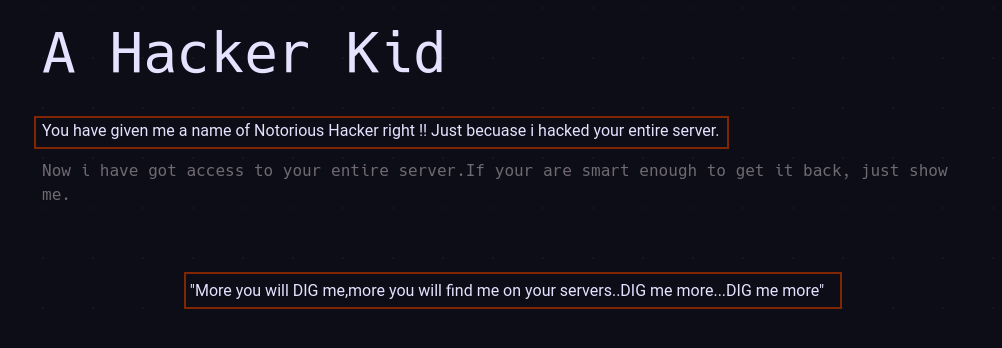 A Hacker Kid
You have given me a name of Notorious Hacker right !! Just becuase i hacked your entire server.
Now i have got access to your entire server.If your are smart enough to get it back, just show
me.
"More you will DIG me,more you will find me on your servers..DIG me more...DIG me more"